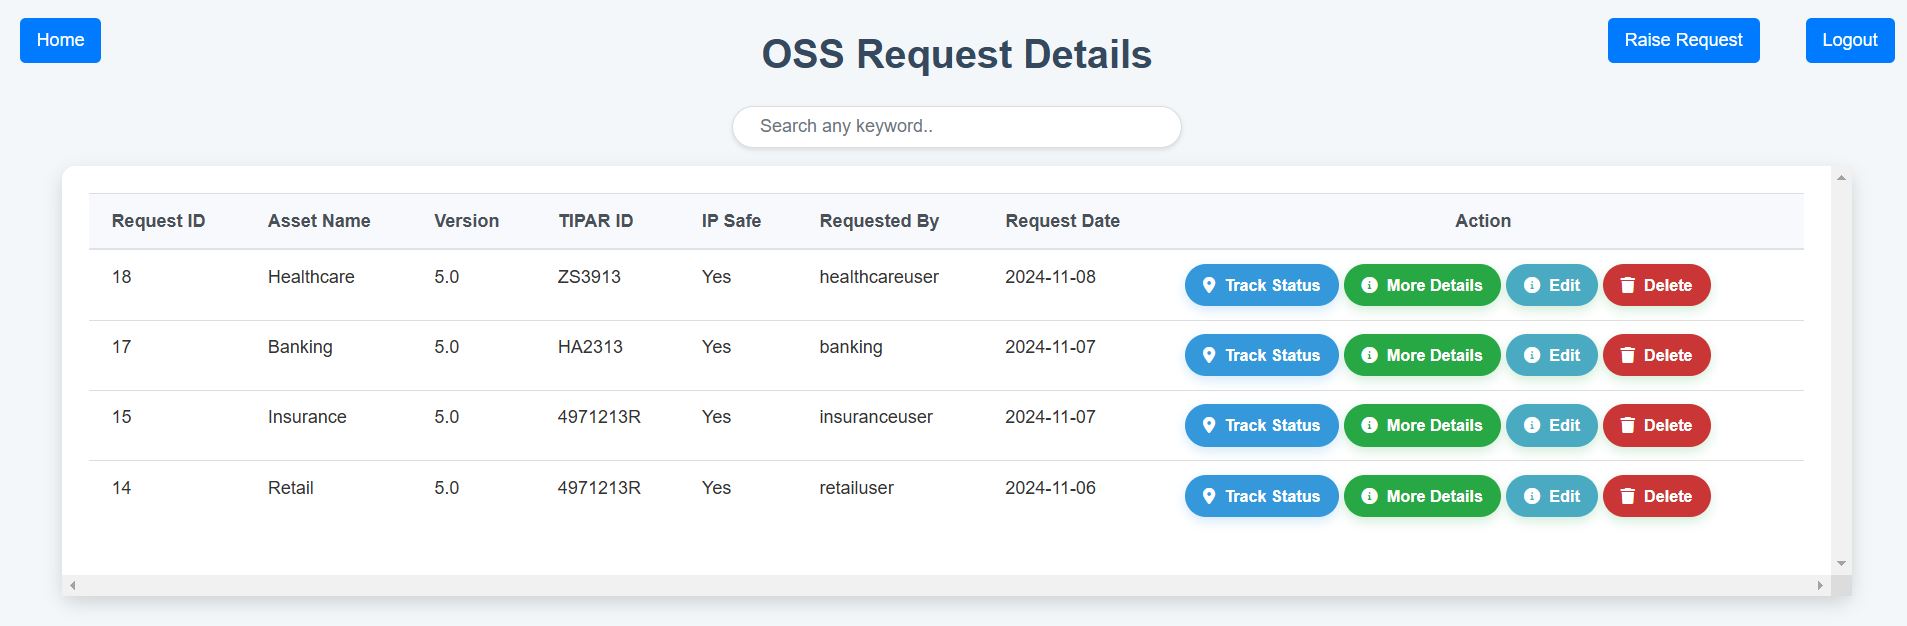 Home
OSS Request Details
Raise Request
Logout
Search any keyword..
Request ID Asset Name Version TIPAR ID IP Safe Requested By Request Date Action
18 Healthcare 5.0 ZS3913 Yes healthcareuser 2024-11-08 Track Status More Details Edit Delete
17 Banking 5.0 HA2313 Yes banking 2024-11-07 Track Status More Details Edit Delete
15 Insurance 5.0 4971213R Yes insuranceuser 2024-11-07 Track Status More Details Edit Delete
14 Retail 5.0 4971213R Yes retailuser 2024-11-06 Track Status More Details Edit Delete